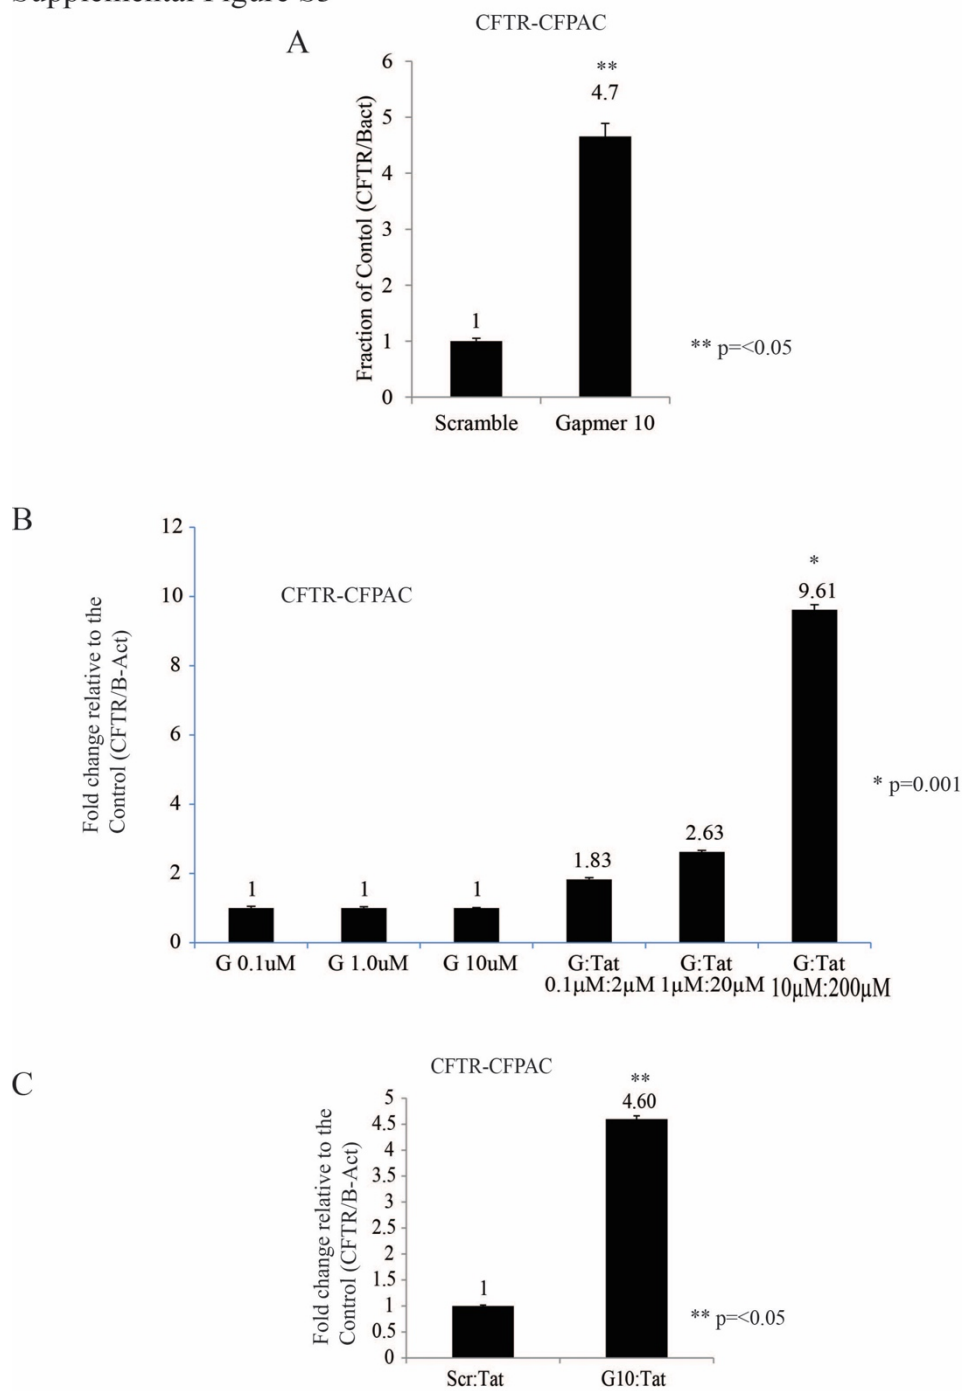 Supplemental Figure S3
A
CFTR-CFPAC
Fraction of Contol (CFTR/Bact)
6
5
4
3
2
1
0
1
**
4.7
Scramble
Gapmer 10
** p=<0.05
B
CFTR-CFPAC
Fold change relative to the
Control (CFTR/B-Act)
12
10
8
6
4
2
0
1
1
1
1.83
2.63
*
9.61
G 0.1uM
G 1.0uM
G 10uM
G:Tat
0.1µM:2µM
G:Tat
1µM:20µM
G:Tat
10µM:200µM
* p=0.001
C
CFTR-CFPAC
Fold change relative to the
Control (CFTR/B-Act)
5
4.5
4
3.5
3
2.5
2
1.5
1
0.5
0
1
**
4.60
Scr:Tat
G10:Tat
** p=<0.05